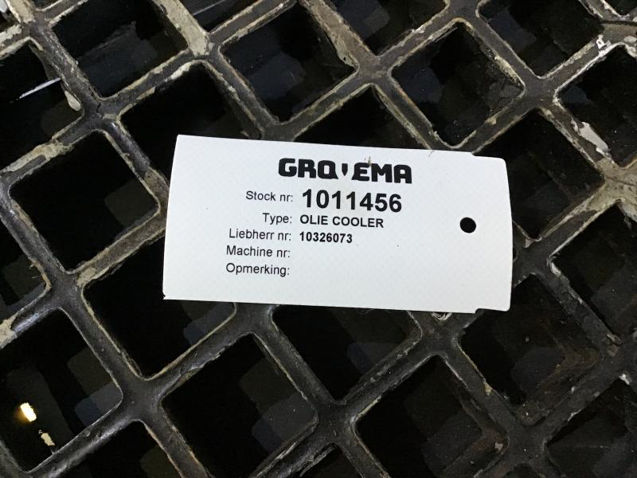 GROVEMA
Stock nr: 1011456
Type: OLIE COOLER
Liebherr nr: 10326073
Machine nr:
Opmerking: